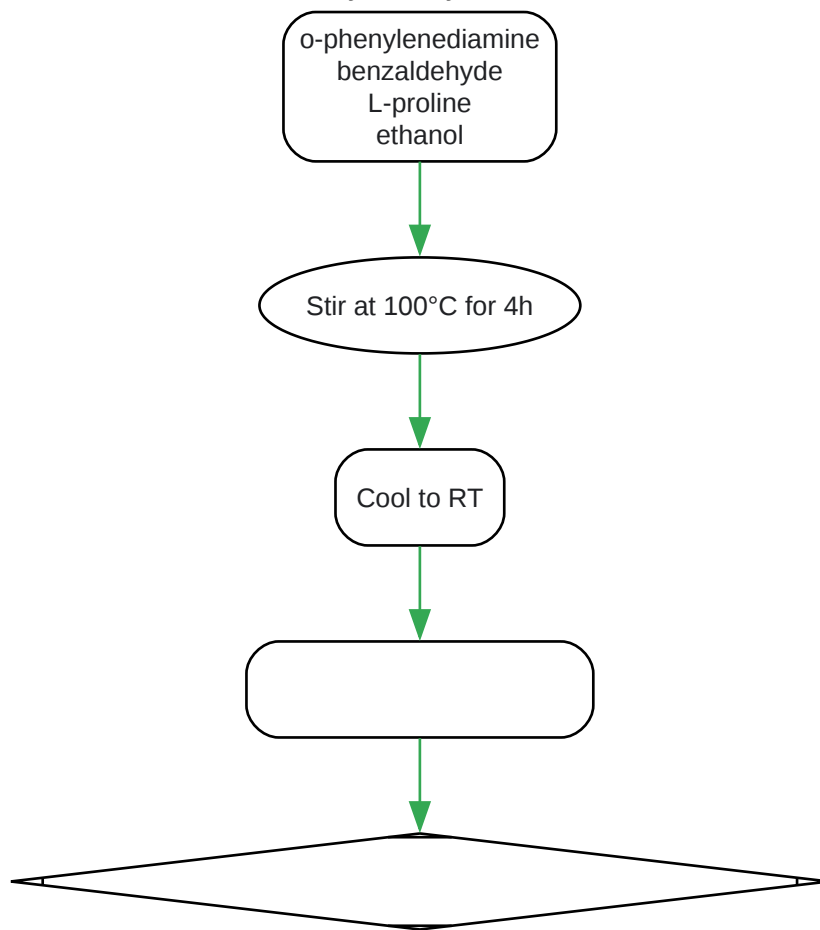 o-phenylenediamine
benzaldehyde
L-proline
ethanol
Stir at 100°C for 4h
Cool to RT